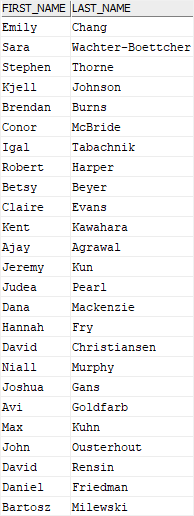 FIRST_NAME LAST_NAME
Emily Chang
Sara Wachter-Boettcher
Stephen Thorne
Kjell Johnson
Brendan Burns
Conor McBride
Igal Tabachnik
Robert Harper
Betsy Beyer
Claire Evans
Kent Kawahara
Ajay Agrawal
Jeremy Kun
Judea Pearl
Dana Mackenzie
Hannah Fry
David Christiansen
Niall Murphy
Joshua Gans
Avi Goldfarb
Max Kuhn
John Ousterhout
David Rensin
Daniel Friedman
Bartosz Milewski